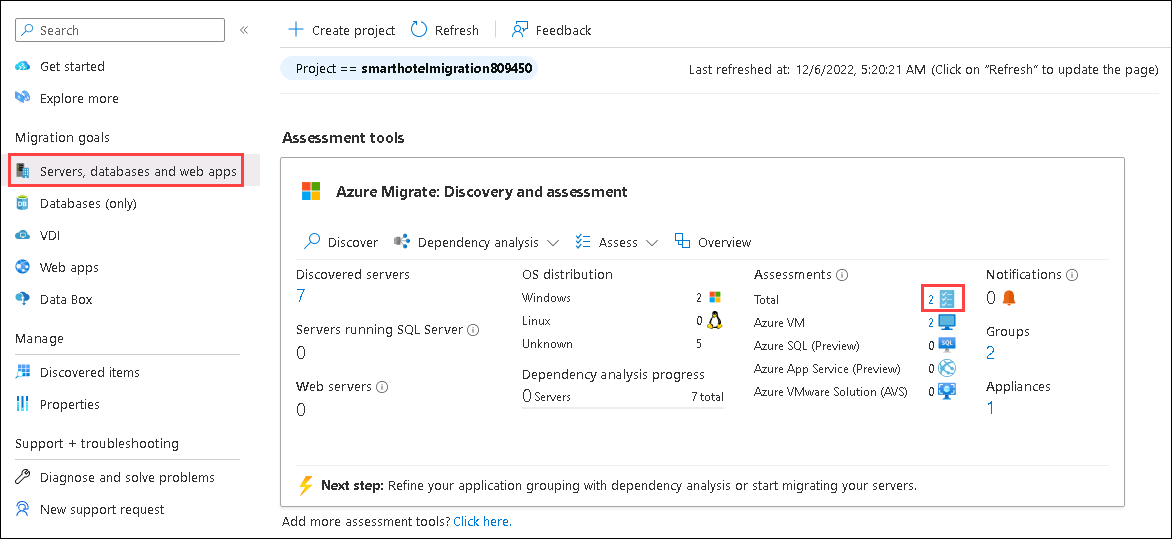 Search
«
Get started
Explore more
Migration goals
Servers, databases and web apps
Databases (only)
VDI
Web apps
Data Box
Manage
Discovered items
Properties
Support + troubleshooting
Diagnose and solve problems
New support request
Create project Refresh Feedback
Project == smarthotelmigration809450
Last refreshed at: 12/6/2022, 5:20:21 AM (Click on "Refresh" to update the page)
Assessment tools
Azure Migrate: Discovery and assessment
Discover Dependency analysis Assess Overview
Discovered servers
7
Servers running SQL Server
0
Web servers
0
OS distribution
Windows 2
Linux 0
Unknown 5
Dependency analysis progress
0 Servers 7 total
Assessments
Total 2
Azure VM 2
Azure SQL (Preview) 0 SQL
Azure App Service (Preview) 0
Azure VMware Solution (AVS) 0
Notifications
0
Groups
2
Appliances
1
Next step: Refine your application grouping with dependency analysis or start migrating your servers.
Add more assessment tools? Click here.